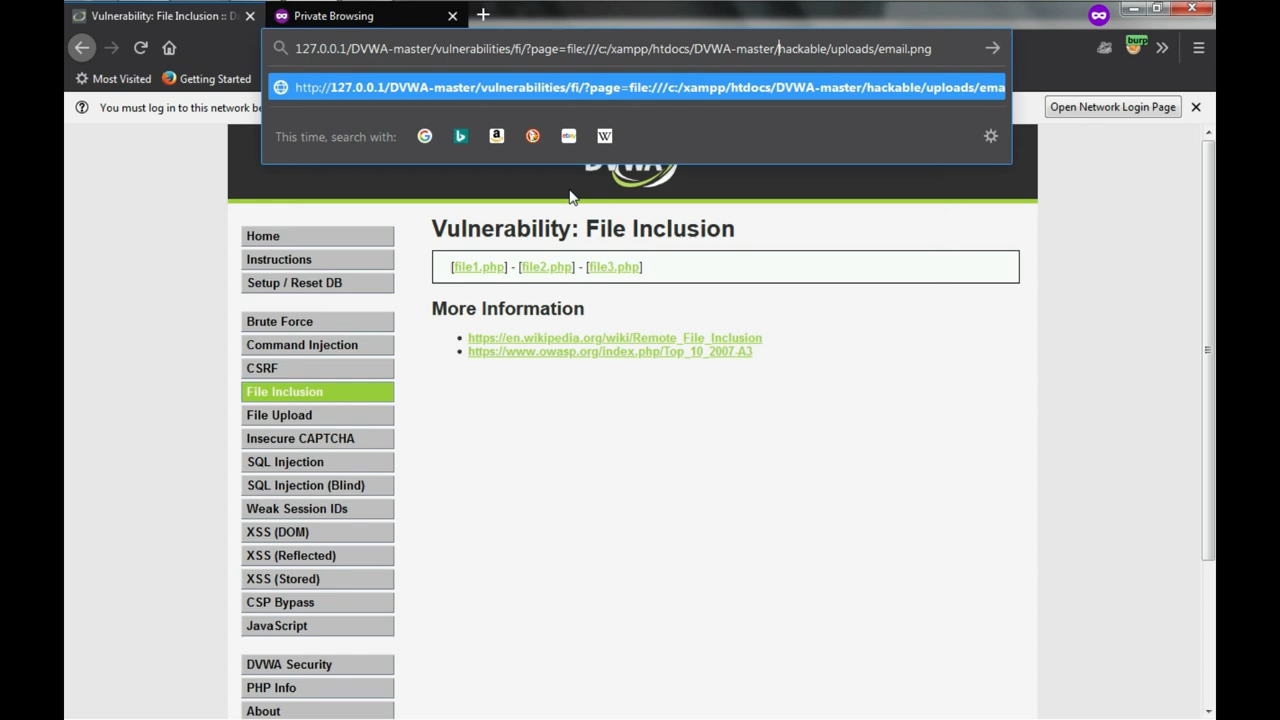 Vulnerability: File Inclusion :: D
Private Browsing
127.0.0.1/DVWA-master/vulnerabilities/fi/?page=file:///c:/xampp/htdocs/DVWA-master/hackable/uploads/email.png
burp
Most Visited
Getting Started
http://127.0.0.1/DVWA-master/vulnerabilities/fi/?page=file:///c:/xampp/htdocs/DVWA-master/hackable/uploads/ema
You must log in to this network be
Open Network Login Page
This time, search with:
DVWA
Vulnerability: File Inclusion
[file1.php] - [file2.php] - [file3.php]
More Information
https://en.wikipedia.org/wiki/Remote_File_Inclusion
https://www.owasp.org/index.php/Top_10_2007-A3
Home
Instructions
Setup / Reset DB
Brute Force
Command Injection
CSRF
File Inclusion
File Upload
Insecure CAPTCHA
SQL Injection
SQL Injection (Blind)
Weak Session IDs
XSS (DOM)
XSS (Reflected)
XSS (Stored)
CSP Bypass
JavaScript
DVWA Security
PHP Info
About